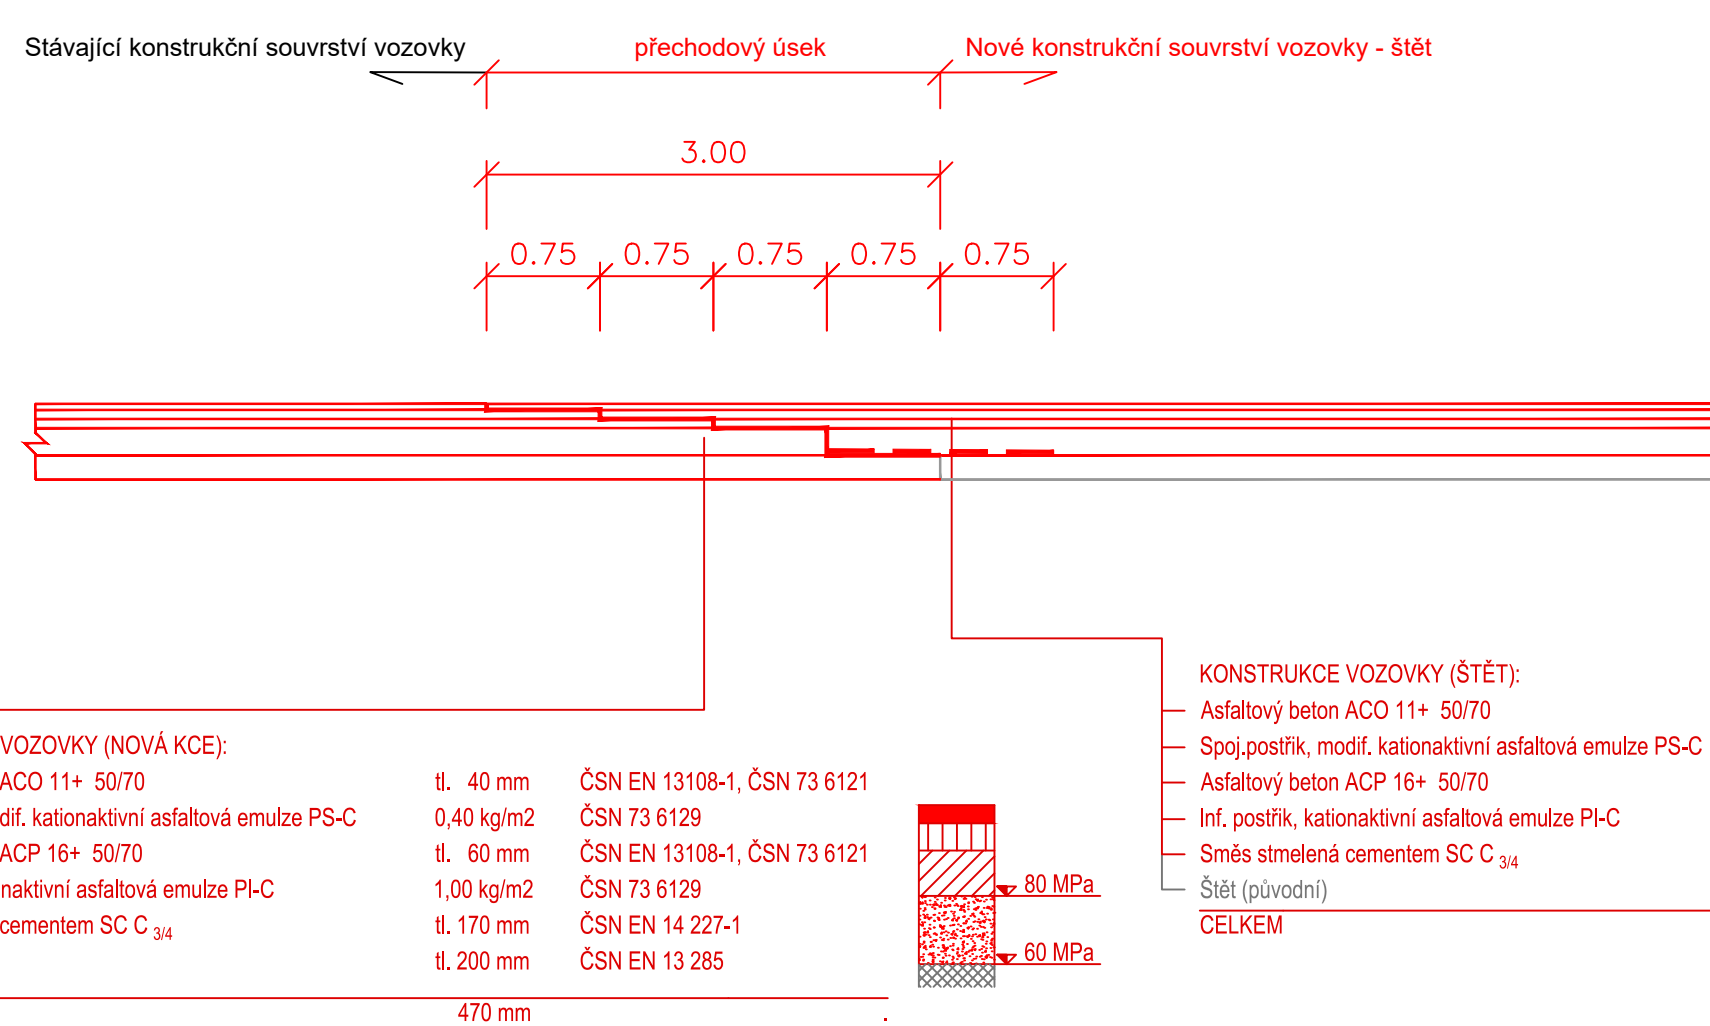 Stávající konstrukční souvrství vozovky
přechodový úsek
Nové konstrukční souvrství vozovky - štět
3.00
0.75 0.75 0.75 0.75 0.75
VOZOVKY (NOVÁ KCE):
ACO 11+ 50/70 tl. 40 mm ČSN EN 13108-1, ČSN 73 6121
dif. kationaktivní asfaltová emulze PS-C 0,40 kg/m2 ČSN 73 6129
ACP 16+ 50/70 tl. 60 mm ČSN EN 13108-1, ČSN 73 6121
naktivní asfaltová emulze PI-C 1,00 kg/m2 ČSN 73 6129
cementem SC C 3/4 tl. 170 mm ČSN EN 14 227-1
tl. 200 mm ČSN EN 13 285
470 mm
80 MPa
60 MPa
KONSTRUKCE VOZOVKY (ŠTĚT):
Asfaltový beton ACO 11+ 50/70
Spoj.postřik, modif. kationaktivní asfaltová emulze PS-C
Asfaltový beton ACP 16+ 50/70
Inf. postřik, kationaktivní asfaltová emulze PI-C
Směs stmelená cementem SC C 3/4
Štět (původní)
CELKEM